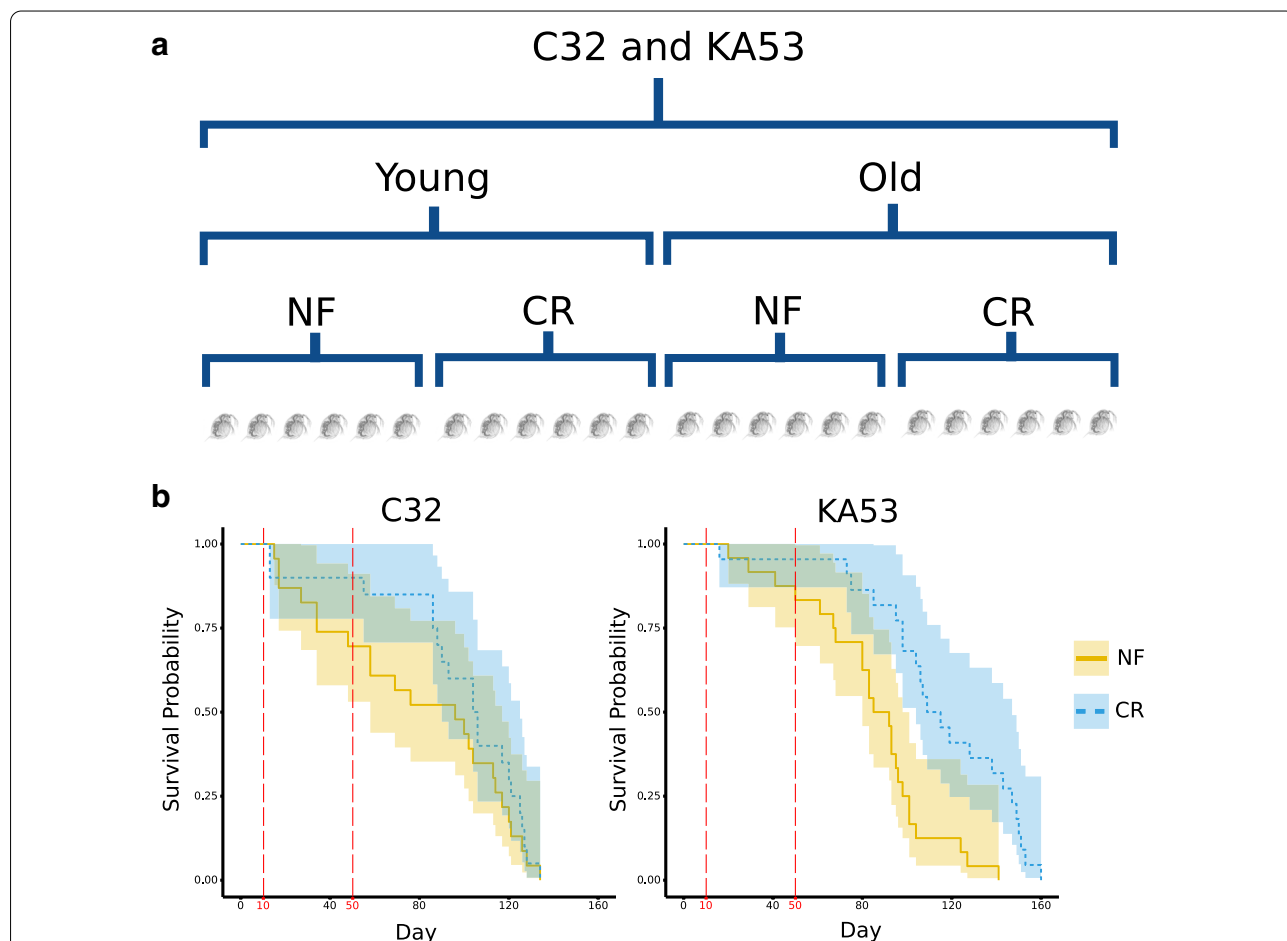 a
C32 and KA53
Young Old
NF CR NF CR
b
C32 KA53
Survival Probability
1.00
0.75
0.50
0.25
0.00
0 10 40 50 80 120 160
Day
Survival Probability
1.00
0.75
0.50
0.25
0.00
0 10 40 50 80 120 160
Day
NF
CR